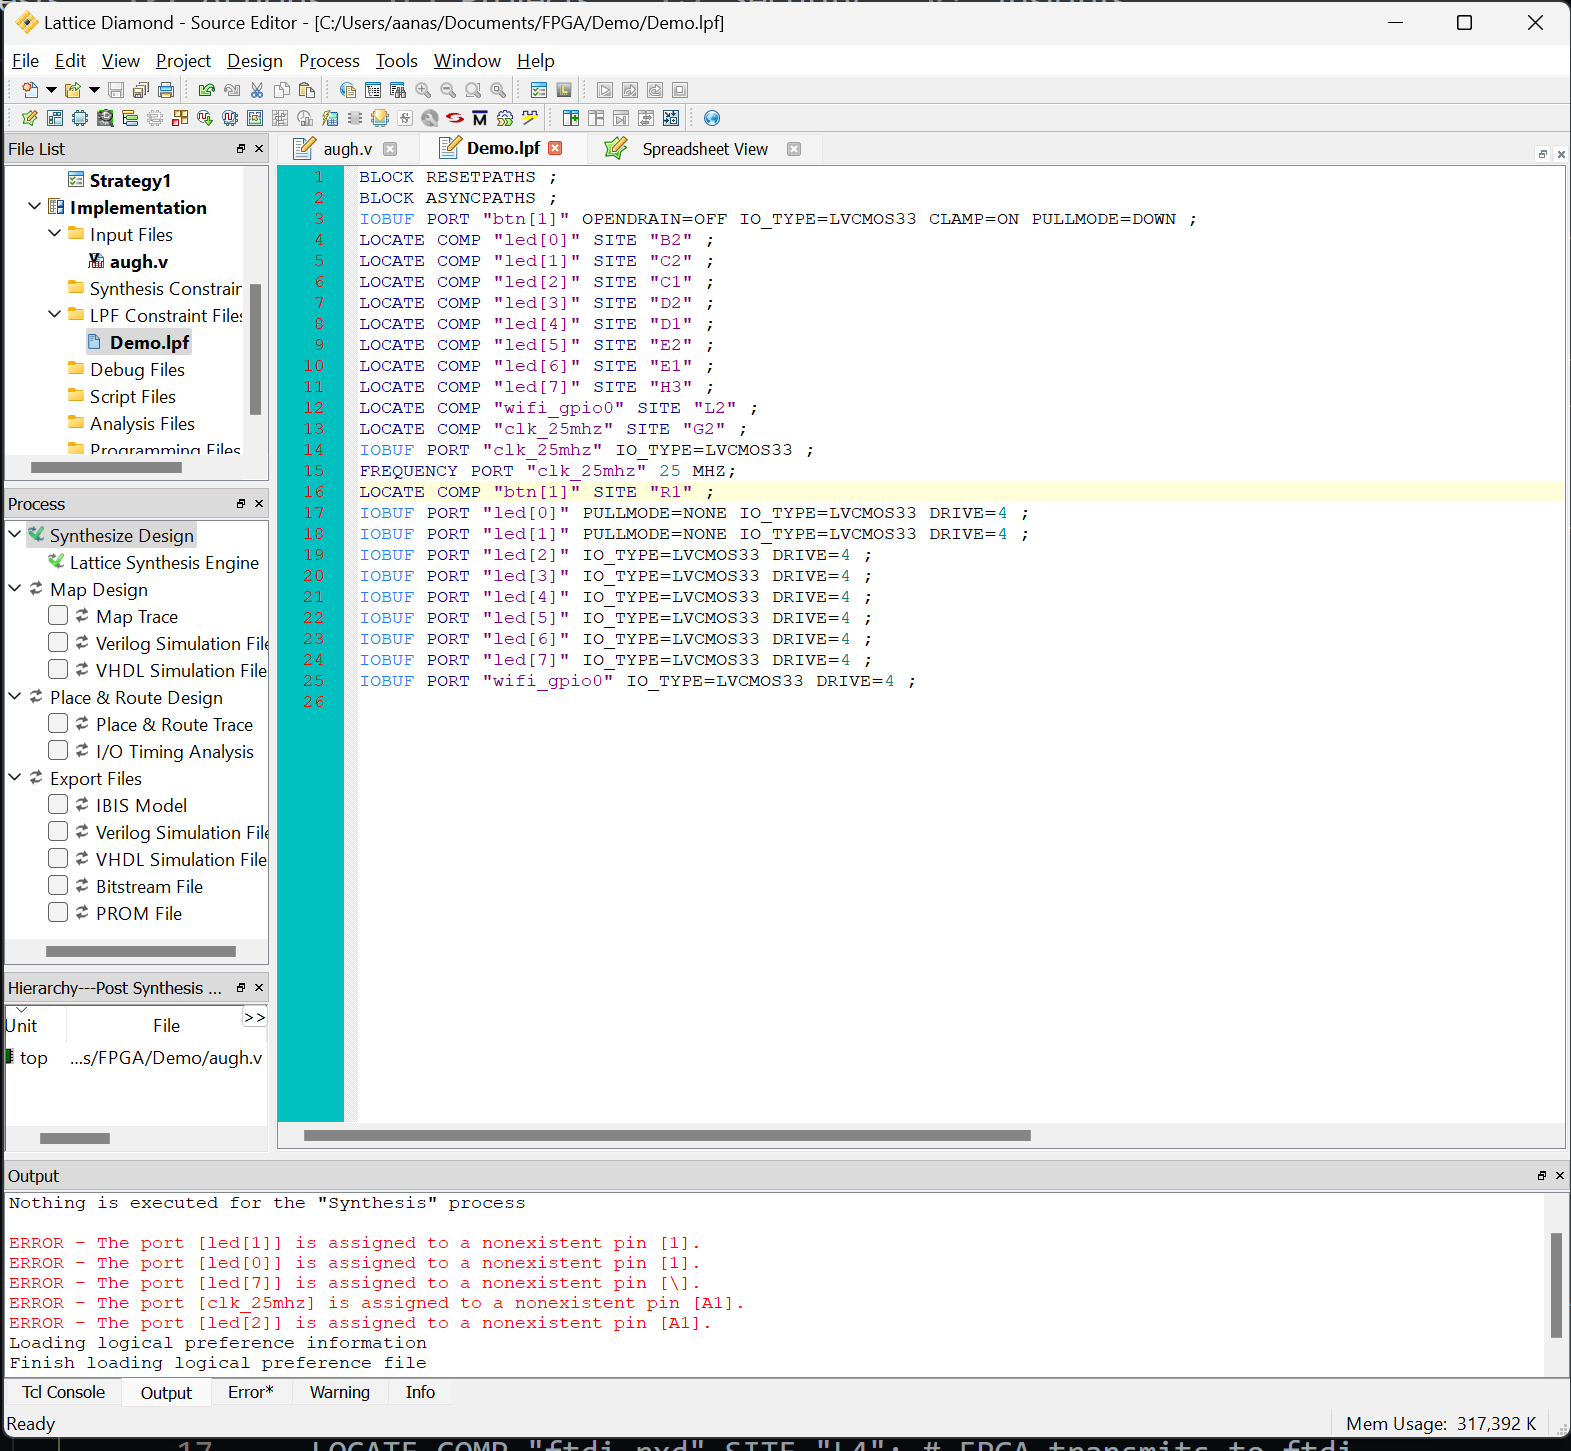 Lattice Diamond - Source Editor - [C:/Users/aanas/Documents/FPGA/Demo/Demo.lpf]
File Edit View Project Design Process Tools Window Help
File List
augh.v
Demo.lpf
Spreadsheet View
Strategy1
Implementation
Input Files
augh.v
Synthesis Constrain
LPF Constraint Files
Demo.lpf
Debug Files
Script Files
Analysis Files
Programming Files
1 BLOCK RESETPATHS ;
2 BLOCK ASYNCPATHS ;
3 IOBUF PORT "btn[1]" OPENDRAIN=OFF IO_TYPE=LVCMOS33 CLAMP=ON PULLMODE=DOWN ;
4 LOCATE COMP "led[0]" SITE "B2" ;
5 LOCATE COMP "led[1]" SITE "C2" ;
6 LOCATE COMP "led[2]" SITE "C1" ;
7 LOCATE COMP "led[3]" SITE "D2" ;
8 LOCATE COMP "led[4]" SITE "D1" ;
9 LOCATE COMP "led[5]" SITE "E2" ;
10 LOCATE COMP "led[6]" SITE "E1" ;
11 LOCATE COMP "led[7]" SITE "H3" ;
12 LOCATE COMP "wifi_gpio0" SITE "L2" ;
13 LOCATE COMP "clk_25mhz" SITE "G2" ;
14 IOBUF PORT "clk_25mhz" IO_TYPE=LVCMOS33 ;
15 FREQUENCY PORT "clk_25mhz" 25 MHZ;
16 LOCATE COMP "btn[1]" SITE "R1" ;
17 IOBUF PORT "led[0]" PULLMODE=NONE IO_TYPE=LVCMOS33 DRIVE=4 ;
18 IOBUF PORT "led[1]" PULLMODE=NONE IO_TYPE=LVCMOS33 DRIVE=4 ;
19 IOBUF PORT "led[2]" IO_TYPE=LVCMOS33 DRIVE=4 ;
20 IOBUF PORT "led[3]" IO_TYPE=LVCMOS33 DRIVE=4 ;
21 IOBUF PORT "led[4]" IO_TYPE=LVCMOS33 DRIVE=4 ;
22 IOBUF PORT "led[5]" IO_TYPE=LVCMOS33 DRIVE=4 ;
23 IOBUF PORT "led[6]" IO_TYPE=LVCMOS33 DRIVE=4 ;
24 IOBUF PORT "led[7]" IO_TYPE=LVCMOS33 DRIVE=4 ;
25 IOBUF PORT "wifi_gpio0" IO_TYPE=LVCMOS33 DRIVE=4 ;
26
Process
Synthesize Design
Lattice Synthesis Engine
Map Design
Map Trace
Verilog Simulation File
VHDL Simulation File
Place & Route Design
Place & Route Trace
I/O Timing Analysis
Export Files
IBIS Model
Verilog Simulation File
VHDL Simulation File
Bitstream File
PROM File
Hierarchy---Post Synthesis ...
>>
Unit File
top ...s/FPGA/Demo/augh.v
Output
Nothing is executed for the "Synthesis" process
ERROR - The port [led[1]] is assigned to a nonexistent pin [1].
ERROR - The port [led[0]] is assigned to a nonexistent pin [1].
ERROR - The port [led[7]] is assigned to a nonexistent pin [\].
ERROR - The port [clk_25mhz] is assigned to a nonexistent pin [A1].
ERROR - The port [led[2]] is assigned to a nonexistent pin [A1].
Loading logical preference information
Finish loading logical preference file
Tcl Console Output Error* Warning Info
Ready
Mem Usage: 317,392 K
17 LOCATE COMP "ftdi_rxd" SITE "L4"; # FPGA transmits to ftdi